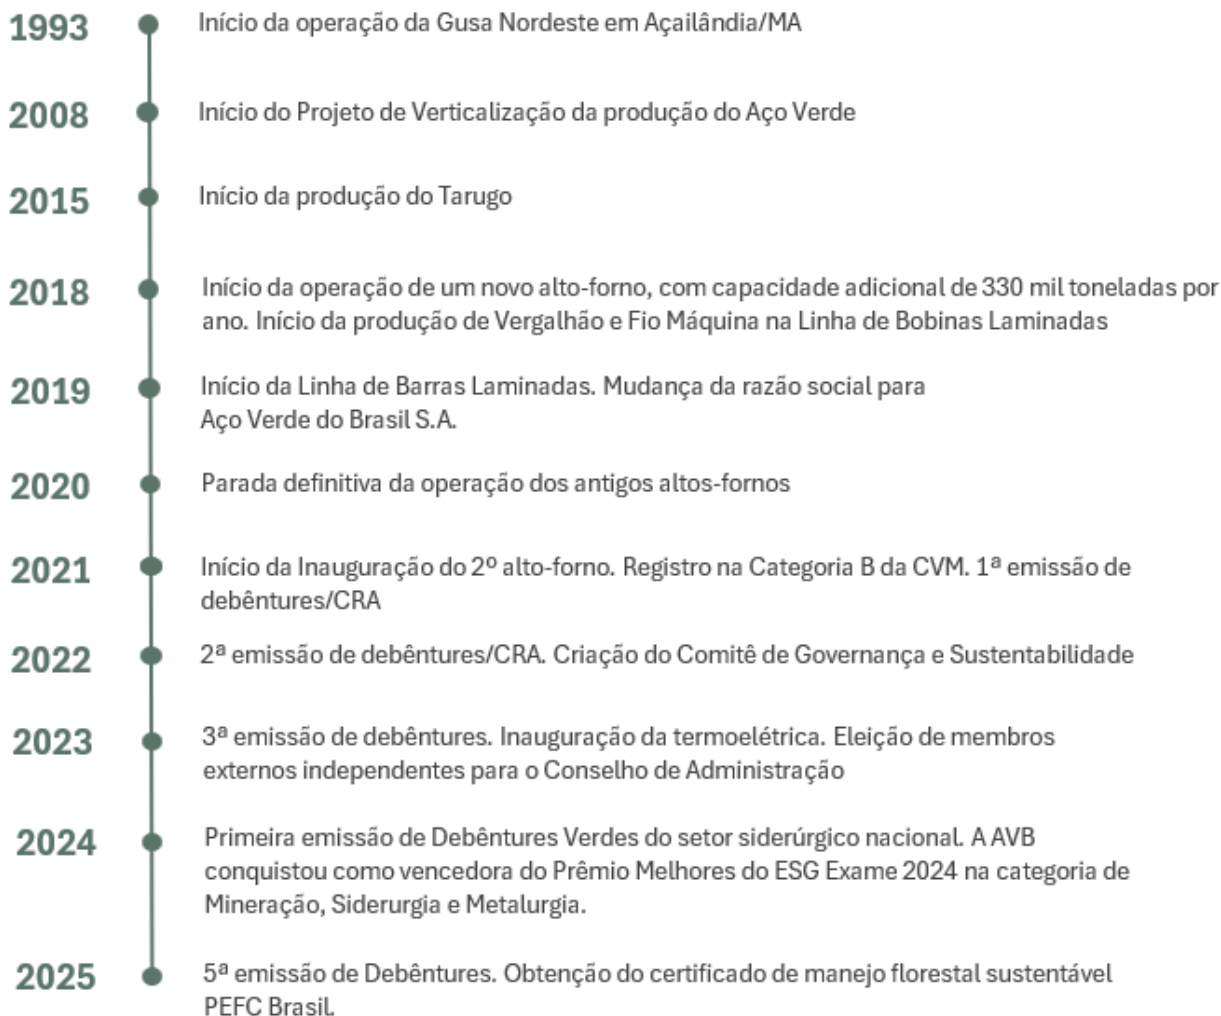 1993 Início da operação da Gusa Nordeste em Açailândia/MA
2008 Início do Projeto de Verticalização da produção do Aço Verde
2015 Início da produção do Tarugo
2018 Início da operação de um novo alto-forno, com capacidade adicional de 330 mil toneladas por
ano. Início da produção de Vergalhão e Fio Máquina na Linha de Bobinas Laminadas
2019 Início da Linha de Barras Laminadas. Mudança da razão social para
Aço Verde do Brasil S.A.
2020 Parada definitiva da operação dos antigos altos-fornos
2021 Início da Inauguração do 2º alto-forno. Registro na Categoria B da CVM. 1ª emissão de
debêntures/CRA
2022 2ª emissão de debêntures/CRA. Criação do Comitê de Governança e Sustentabilidade
2023 3ª emissão de debêntures. Inauguração da termoelétrica. Eleição de membros
externos independentes para o Conselho de Administração
2024 Primeira emissão de Debêntures Verdes do setor siderúrgico nacional. A AVB
conquistou como vencedora do Prêmio Melhores do ESG Exame 2024 na categoria de
Mineração, Siderurgia e Metalurgia.
2025 5ª emissão de Debêntures. Obtenção do certificado de manejo florestal sustentável
PEFC Brasil.